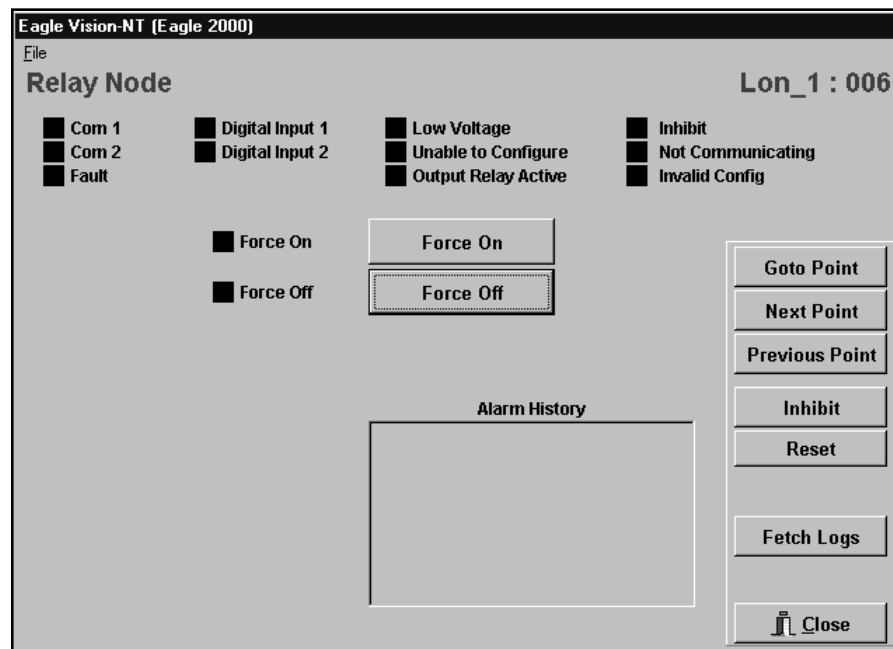 Eagle Vision-NT (Eagle 2000)
File
Relay Node Lon_1 : 006
Com 1 Digital Input 1 Low Voltage Inhibit
Com 2 Digital Input 2 Unable to Configure Not Communicating
Fault Output Relay Active Invalid Config
Force On Force On
Force Off Force Off
Goto Point
Next Point
Previous Point
Alarm History
Inhibit
Reset
Fetch Logs
Close